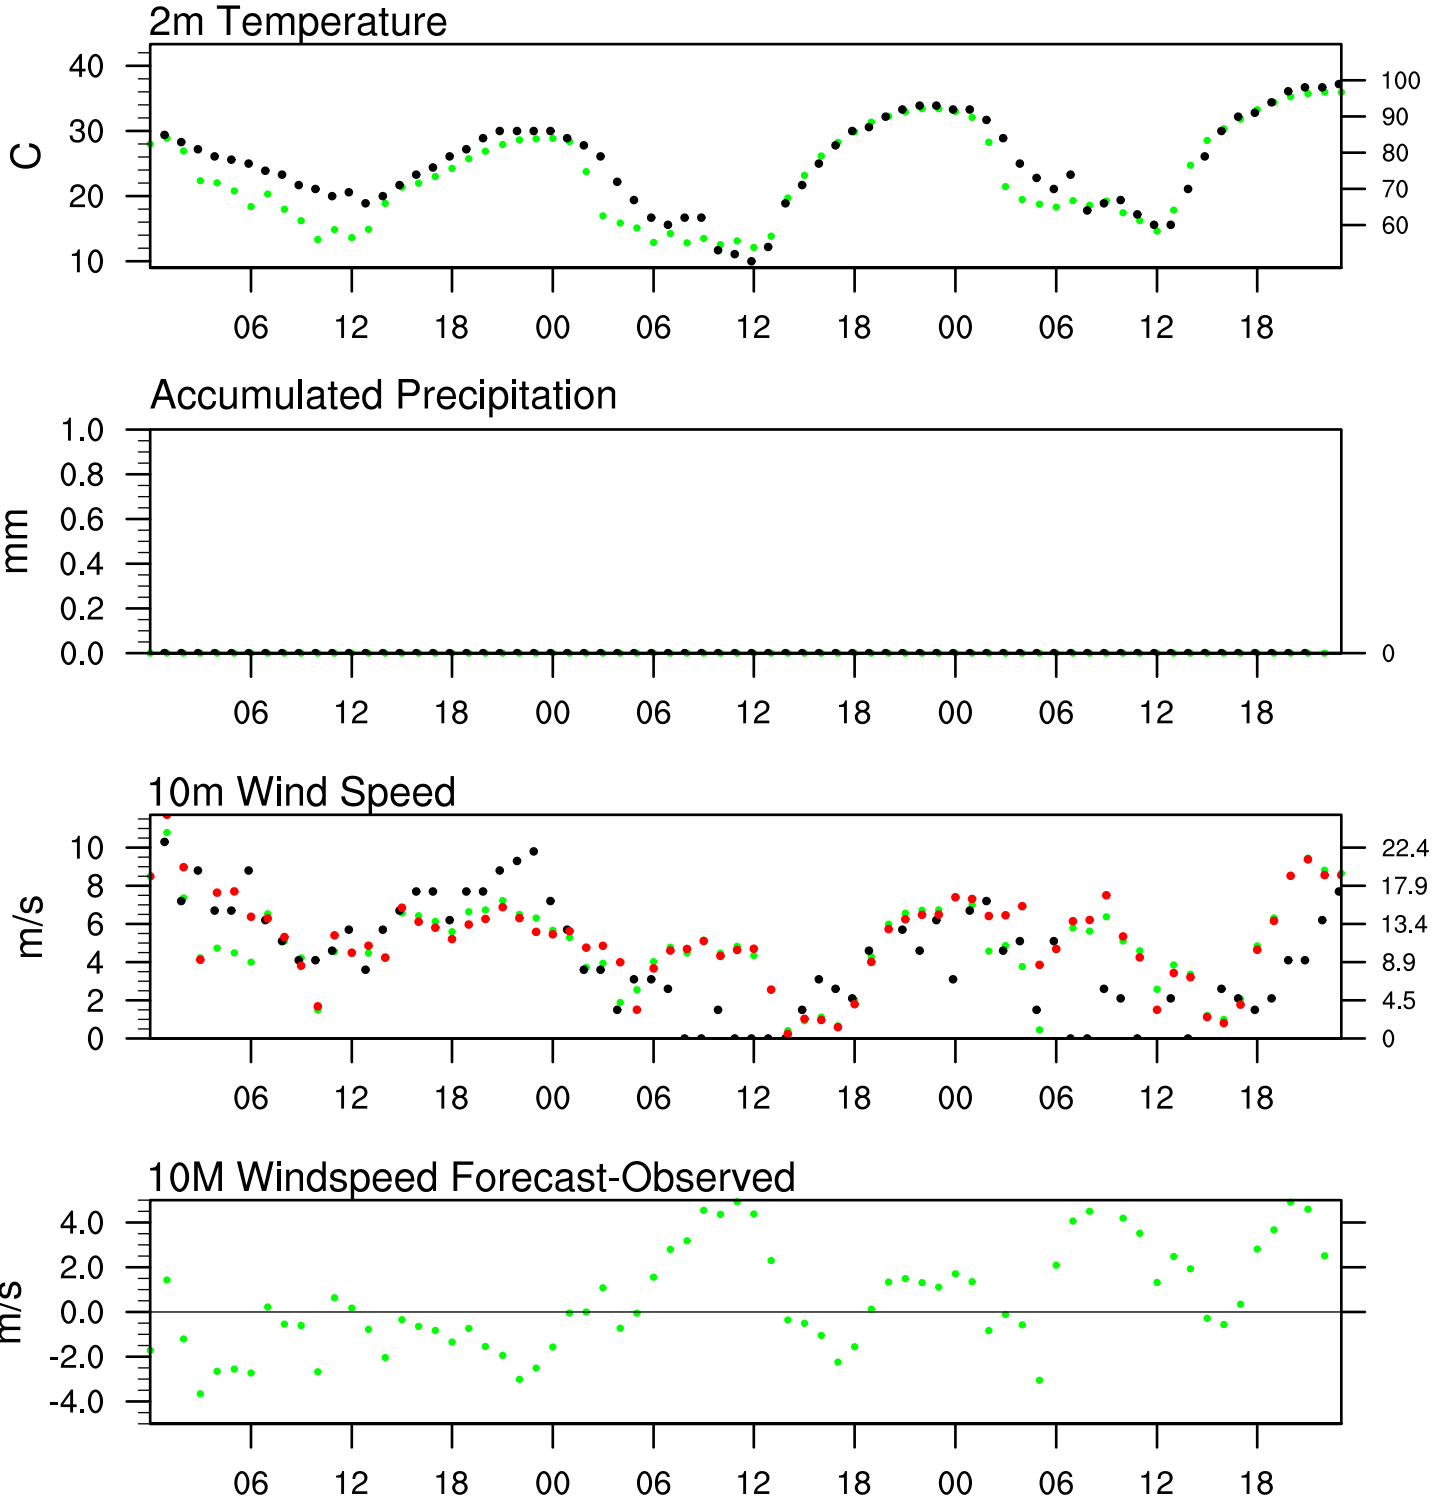 2m Temperature
40
30
20
10
C
100
90
80
70
60
06 12 18 00 06 12 18 00 06 12 18
Accumulated Precipitation
1.0
0.8
0.6
0.4
0.2
0.0
mm
0
06 12 18 00 06 12 18 00 06 12 18
10m Wind Speed
10
8
6
4
2
0
m/s
22.4
17.9
13.4
8.9
4.5
0
06 12 18 00 06 12 18 00 06 12 18
10M Windspeed Forecast-Observed
4.0
2.0
0.0
-2.0
-4.0
m/s
06 12 18 00 06 12 18 00 06 12 18